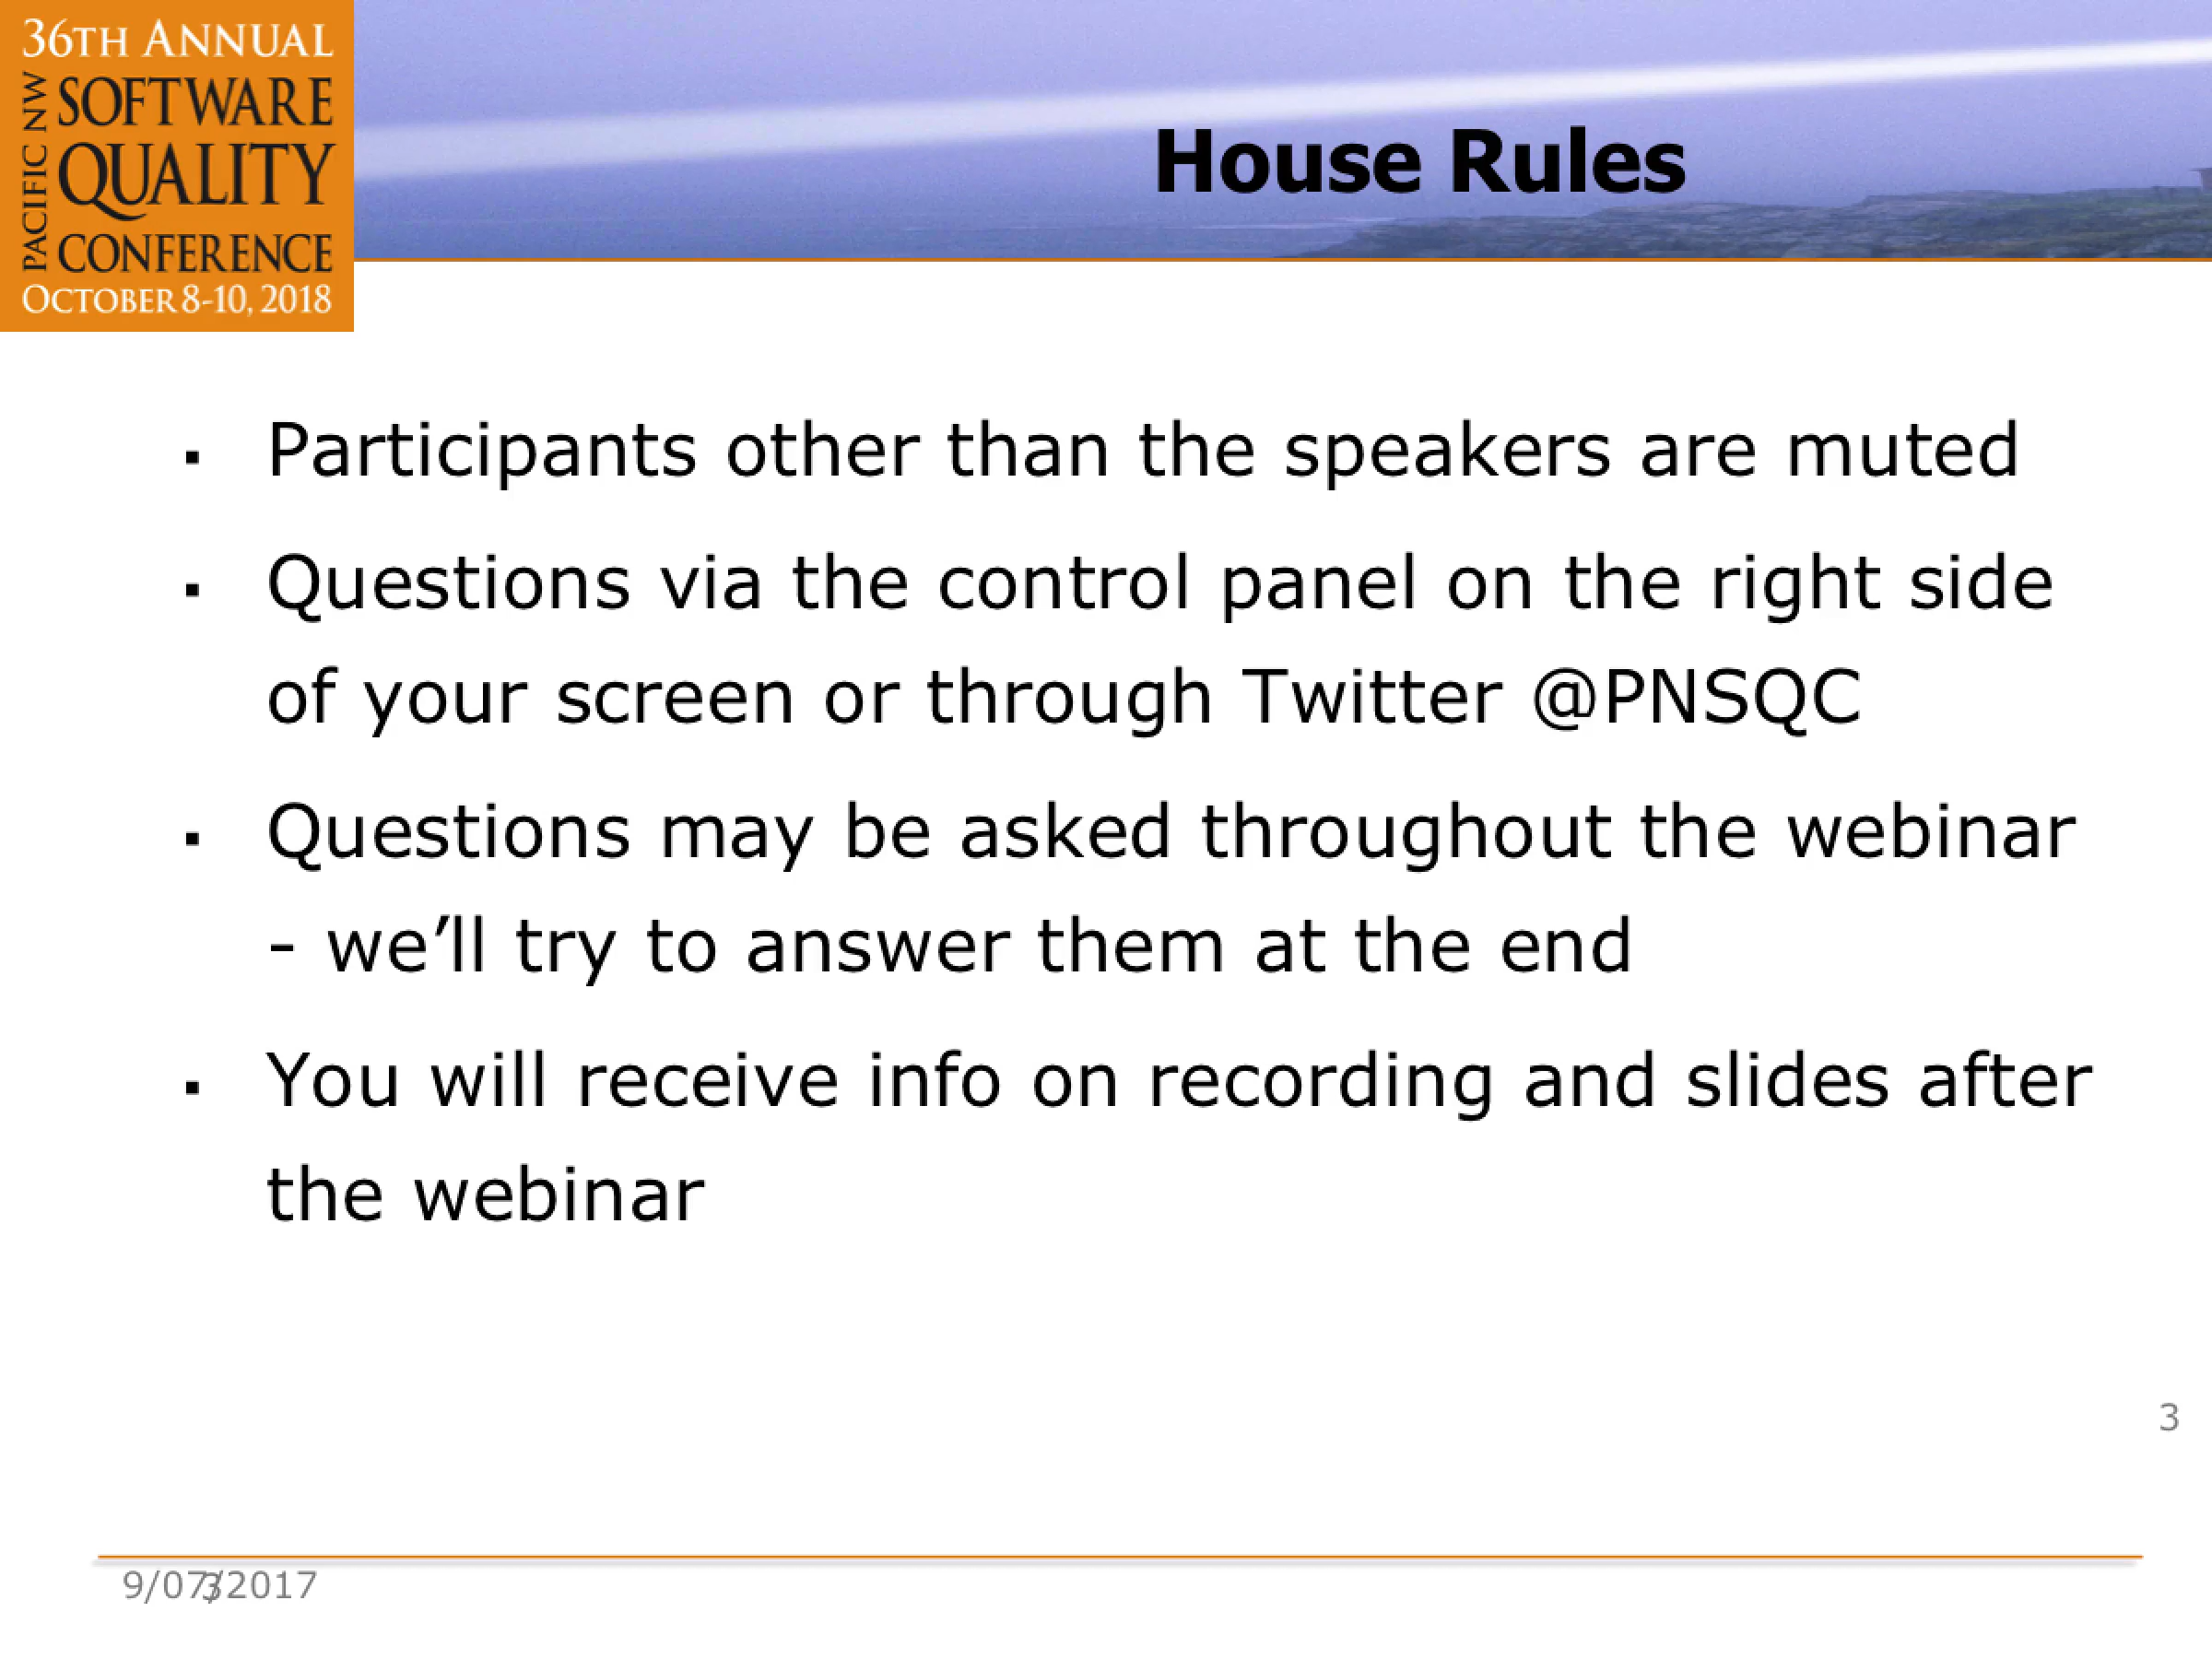 36TH ANNUAL
PACIFIC NW
SOFTWARE
QUALITY
CONFERENCE
OCTOBER 8-10, 2018
House Rules
▪ Participants other than the speakers are muted
▪ Questions via the control panel on the right side
of your screen or through Twitter @PNSQC
▪ Questions may be asked throughout the webinar
- we’ll try to answer them at the end
▪ You will receive info on recording and slides after
the webinar
3
9/07/2017
3